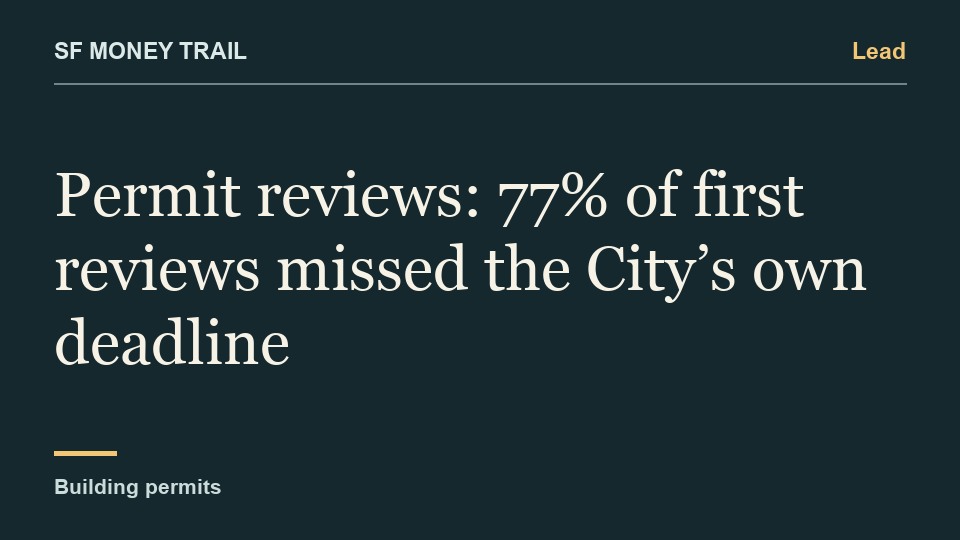 SF MONEY TRAIL
Lead
Permit reviews: 77% of first
reviews missed the City’s own
deadline
Building permits